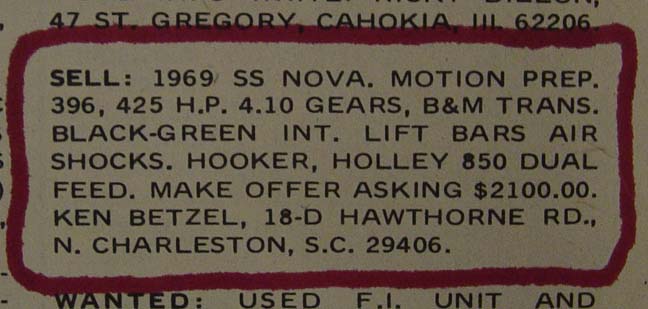 47 ST. GREGORY, CAHOKIA, Ill. 62206.
SELL: 1969 SS NOVA. MOTION PREP.
396, 425 H.P. 4.10 GEARS, B&M TRANS.
BLACK-GREEN INT. LIFT BARS AIR
SHOCKS. HOOKER, HOLLEY 850 DUAL
FEED. MAKE OFFER ASKING $2100.00.
KEN BETZEL, 18-D HAWTHORNE RD.,
N. CHARLESTON, S.C. 29406.
WANTED: USED F.I. UNIT AND